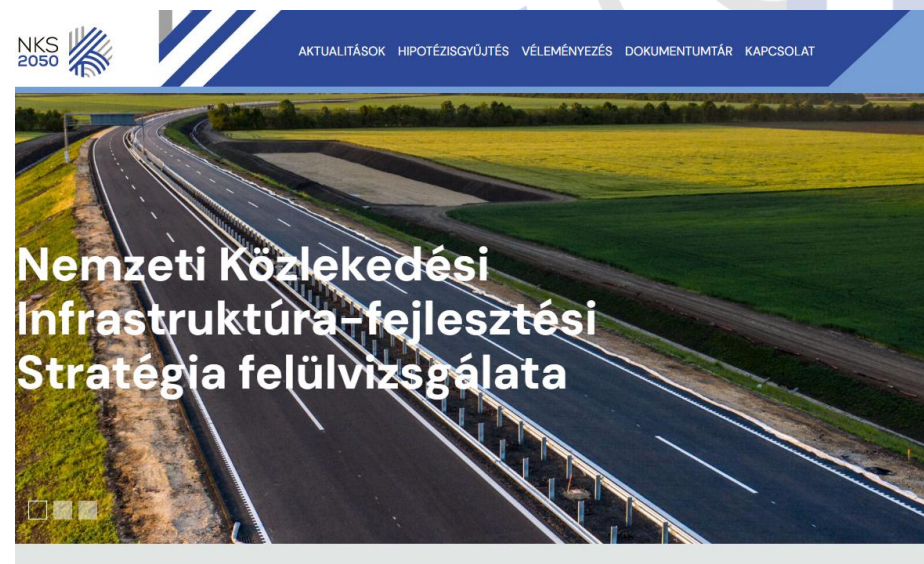 NKS
2050
AKTUALITÁSOK HIPOTÉZISGYŰJTÉS VÉLEMÉNYEZÉS DOKUMENTUMTÁR KAPCSOLAT
Nemzeti Közlekedési
Infrastruktúra-fejlesztési
Stratégia felülvizsgálata